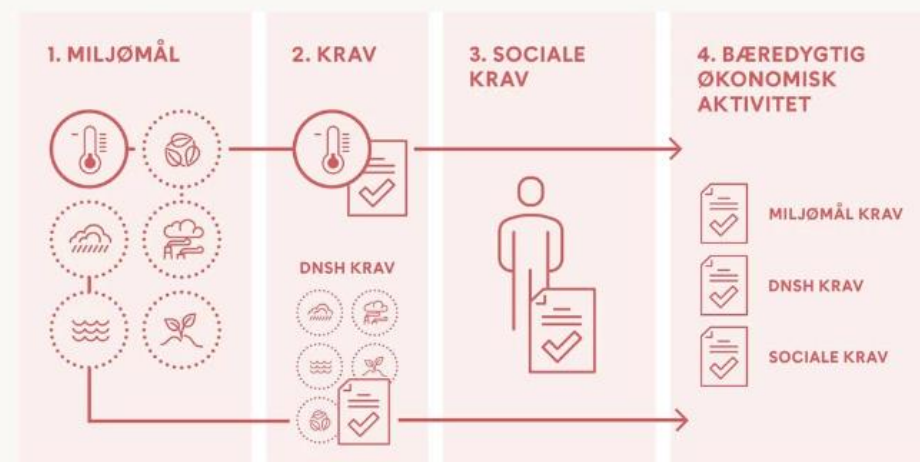 1. MILJØMÅL
2. KRAV
3. SOCIALE
KRAV
4. BÆREDYGTIG
ØKONOMISK
AKTIVITET
DNSH KRAV
MILJØMÅL KRAV
DNSH KRAV
SOCIALE KRAV